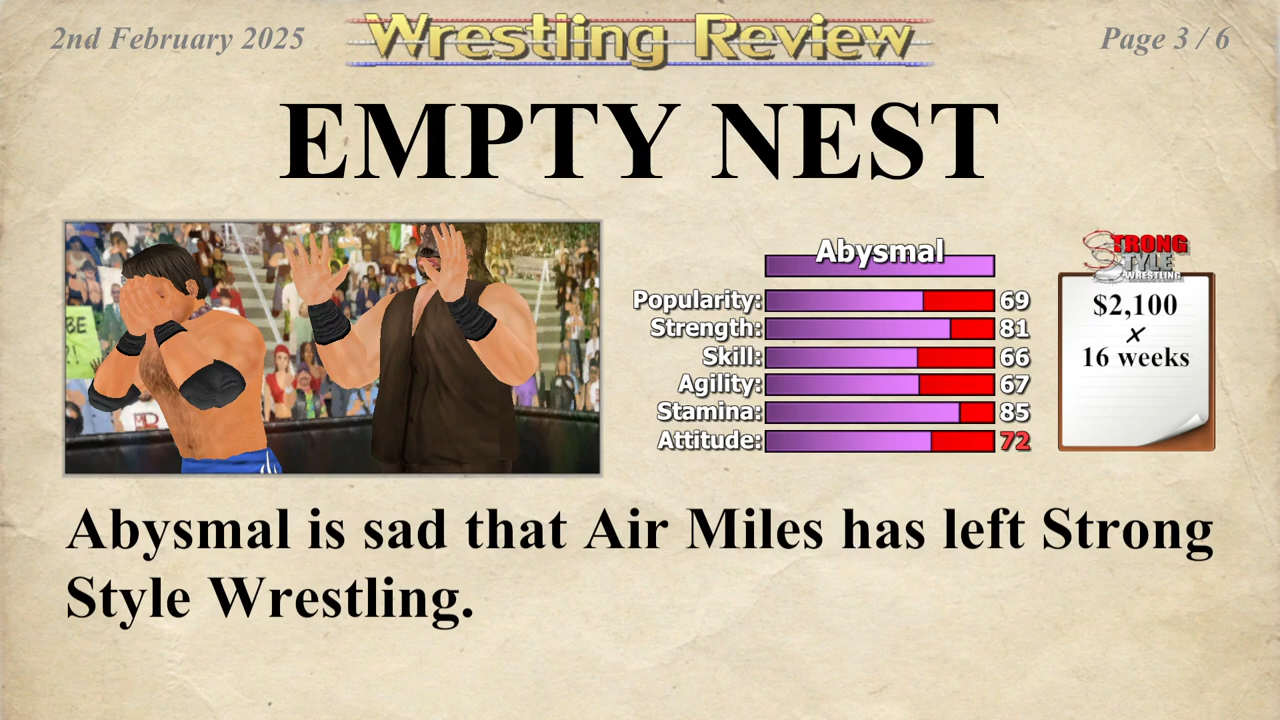 2nd February 2025
Wrestling Review
Page 3 / 6
EMPTY NEST
Abysmal
Popularity: 69
Strength: 81
Skill: 66
Agility: 67
Stamina: 85
Attitude: 72
STRONG
STYLE
WRESTLING
$2,100
×
16 weeks
BE
!
Abysmal is sad that Air Miles has left Strong
Style Wrestling.